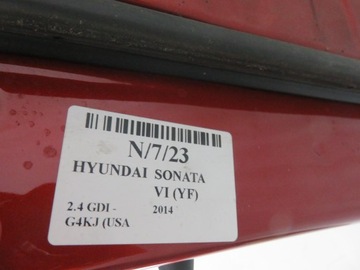 N/7/23
HYUNDAI SONATA
VI (YF)
2.4 GDI - 2014
G4KJ (USA